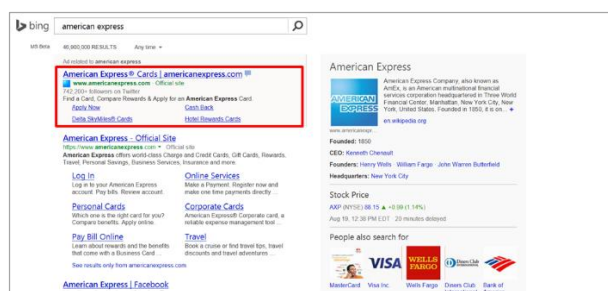 bing
american express
MS Beta
46,900,000 RESULTS Any time
Ad related to american express
American Express® Cards | americanexpress.com
www.americanexpress.com Official site
742,200+ followers on Twitter
Find a Card, Compare Rewards & Apply for an American Express Card.
Apply Now Cash Back
Delta SkyMiles® Cards Hotel Rewards Cards
American Express - Official Site
https://www.americanexpress.com Official site
American Express offers world-class Charge and Credit Cards, Gift Cards, Rewards,
Travel, Personal Savings, Business Services, Insurance and more.
Log In
Log in to your American Express
account. Pay bills. Review account.
Online Services
Make a Payment. Register now and
make one time payments directly ...
Personal Cards
Which one is the right card for you?
Compare benefits. Apply online.
Corporate Cards
American Express® Corporate card, a
reliable expense management tool ...
Pay Bill Online
Learn about rewards and the benefits
that come with a Business Card ...
Travel
Book a cruise or find travel tips, travel
discounts and travel adventures ...
See results only from americanexpress.com
American Express | Facebook
American Express
AMERICAN EXPRESS
www.americanexpr...
American Express Company, also known as
AmEx, is an American multinational financial
services corporation headquartered in Three World
Financial Center, Manhattan, New York City, New
York, United States. Founded in 1850, it is on...
en.wikipedia.org
Founded: 1850
CEO: Kenneth Chenault
Founders: Henry Wells · William Fargo · John Warren Butterfield
Headquarters: New York City
Stock Price
AXP (NYSE) 88.15 ▲ +0.99 (1.14%)
Aug 19, 12:39 PM EDT · 20 minutes delayed
People also search for
VISA
WELLS
FARGO
Diners Club
MasterCard
Visa Inc.
Wells Fargo
Diners Club
Bank of